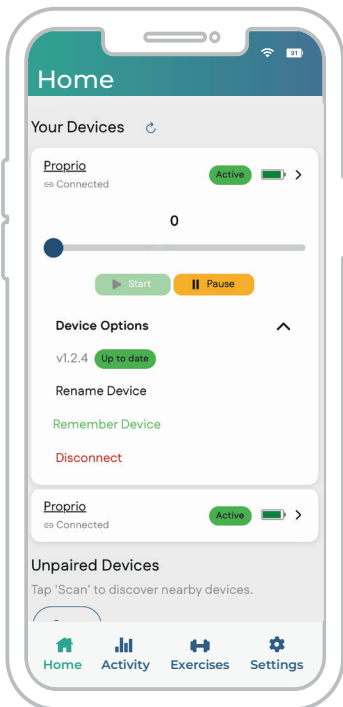 91
Home
Your Devices
Proprio
Connected
Active
0
Start
Pause
Device Options
v1.2.4 Up to date
Rename Device
Remember Device
Disconnect
Proprio
Connected
Active
Unpaired Devices
Tap 'Scan' to discover nearby devices.
Home Activity Exercises Settings